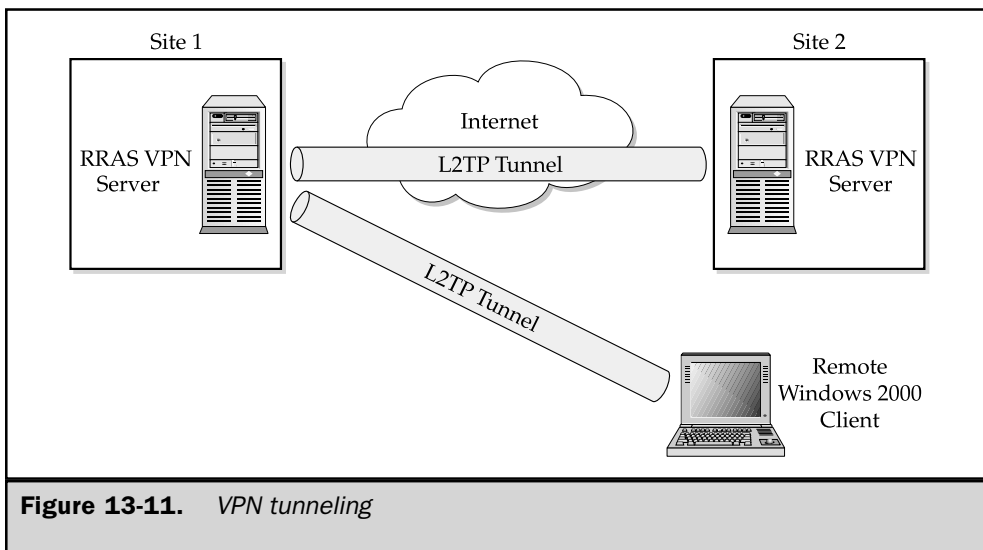 Site 1
Site 2
Internet
RRAS VPN
Server
L2TP Tunnel
RRAS VPN
Server
L2TP Tunnel
Remote
Windows 2000
Client
Figure 13-11. VPN tunneling